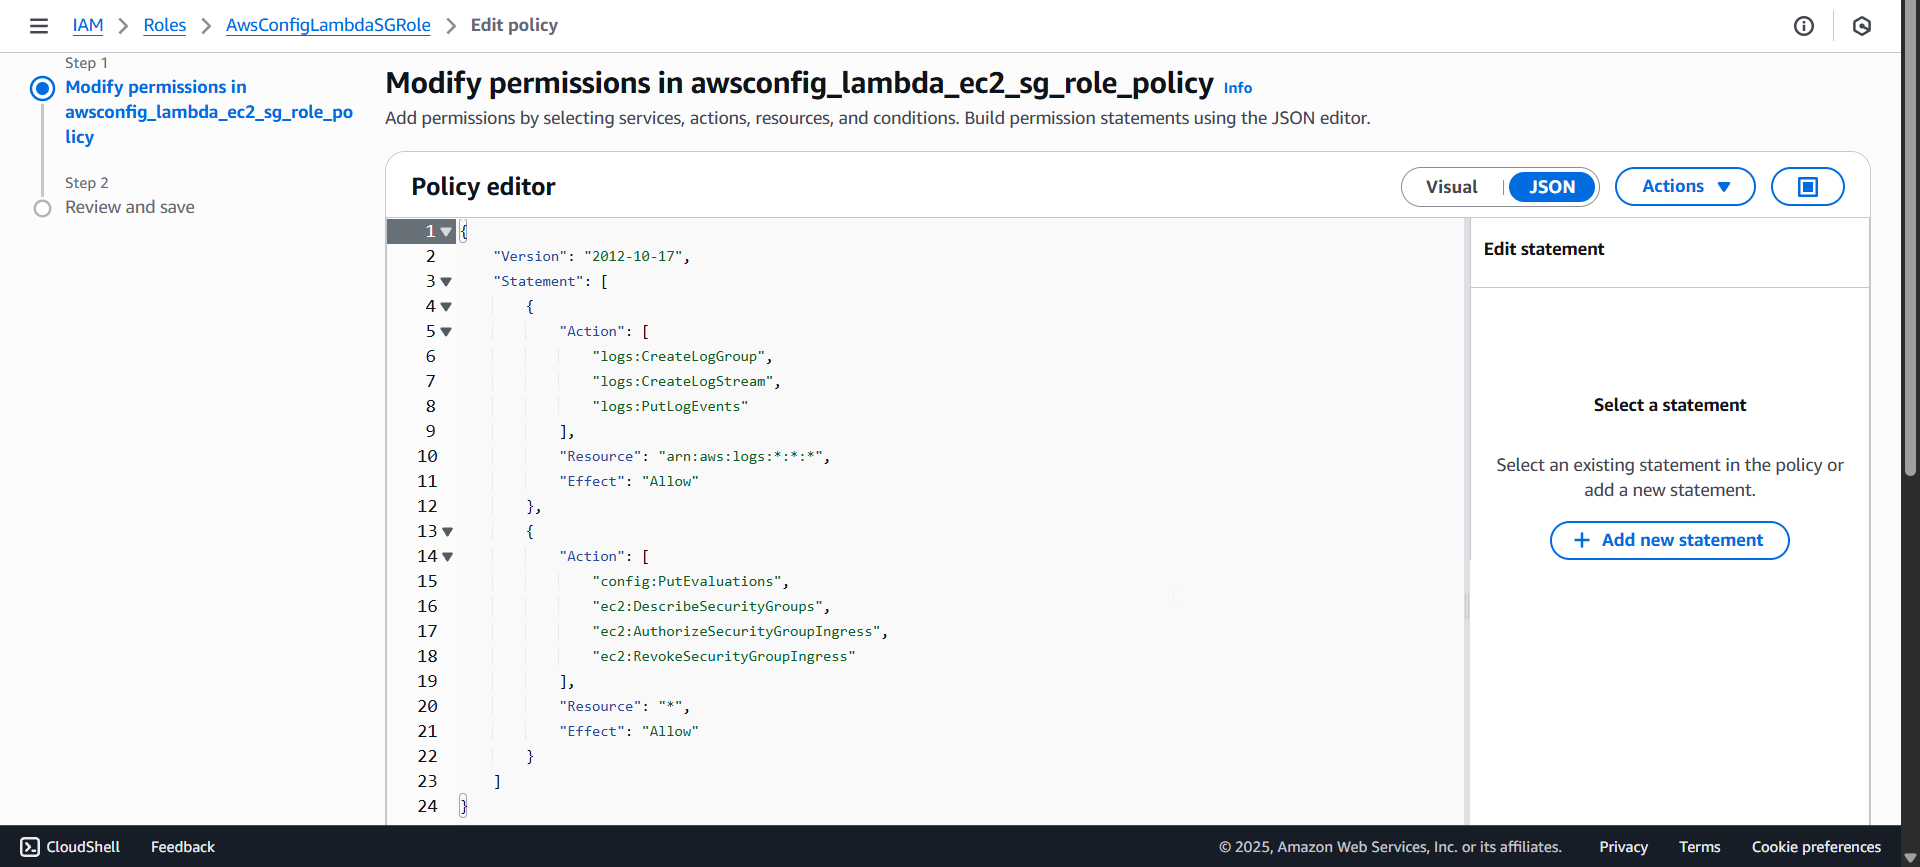 IAM > Roles > AwsConfigLambdaSGRole > Edit policy
Step 1
Modify permissions in
awsconfig_lambda_ec2_sg_role_po
licy
Step 2
Review and save
Modify permissions in awsconfig_lambda_ec2_sg_role_policy Info
Add permissions by selecting services, actions, resources, and conditions. Build permission statements using the JSON editor.
Policy editor
Visual | JSON
Actions
1 {
2     "Version": "2012-10-17",
3     "Statement": [
4         {
5             "Action": [
6                 "logs:CreateLogGroup",
7                 "logs:CreateLogStream",
8                 "logs:PutLogEvents"
9             ],
10             "Resource": "arn:aws:logs:*:*:*",
11             "Effect": "Allow"
12         },
13         {
14             "Action": [
15                 "config:PutEvaluations",
16                 "ec2:DescribeSecurityGroups",
17                 "ec2:AuthorizeSecurityGroupIngress",
18                 "ec2:RevokeSecurityGroupIngress"
19             ],
20             "Resource": "*",
21             "Effect": "Allow"
22         }
23     ]
24 }
Edit statement
Select a statement
Select an existing statement in the policy or
add a new statement.
+ Add new statement
CloudShell
Feedback
© 2025, Amazon Web Services, Inc. or its affiliates.
Privacy
Terms
Cookie preferences